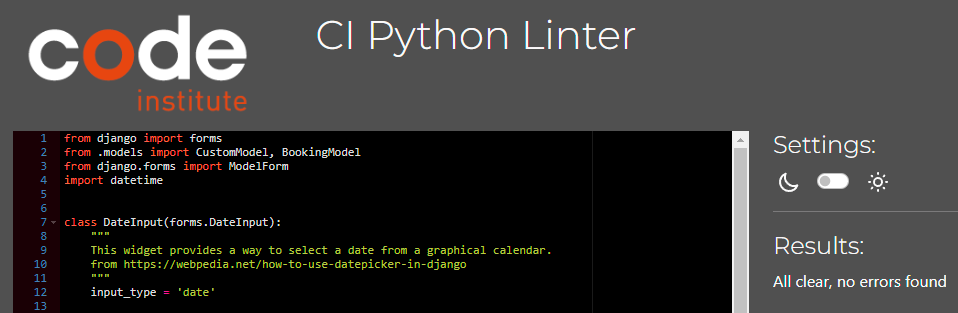 code
institute
CI Python Linter
1 from django import forms
2 from .models import CustomModel, BookingModel
3 from django.forms import ModelForm
4 import datetime
5
6
7 class DateInput(forms.DateInput):
8     """
9     This widget provides a way to select a date from a graphical calendar.
10     from https://webpedia.net/how-to-use-datepicker-in-django
11     """
12     input_type = 'date'
13
Settings:
Results:
All clear, no errors found